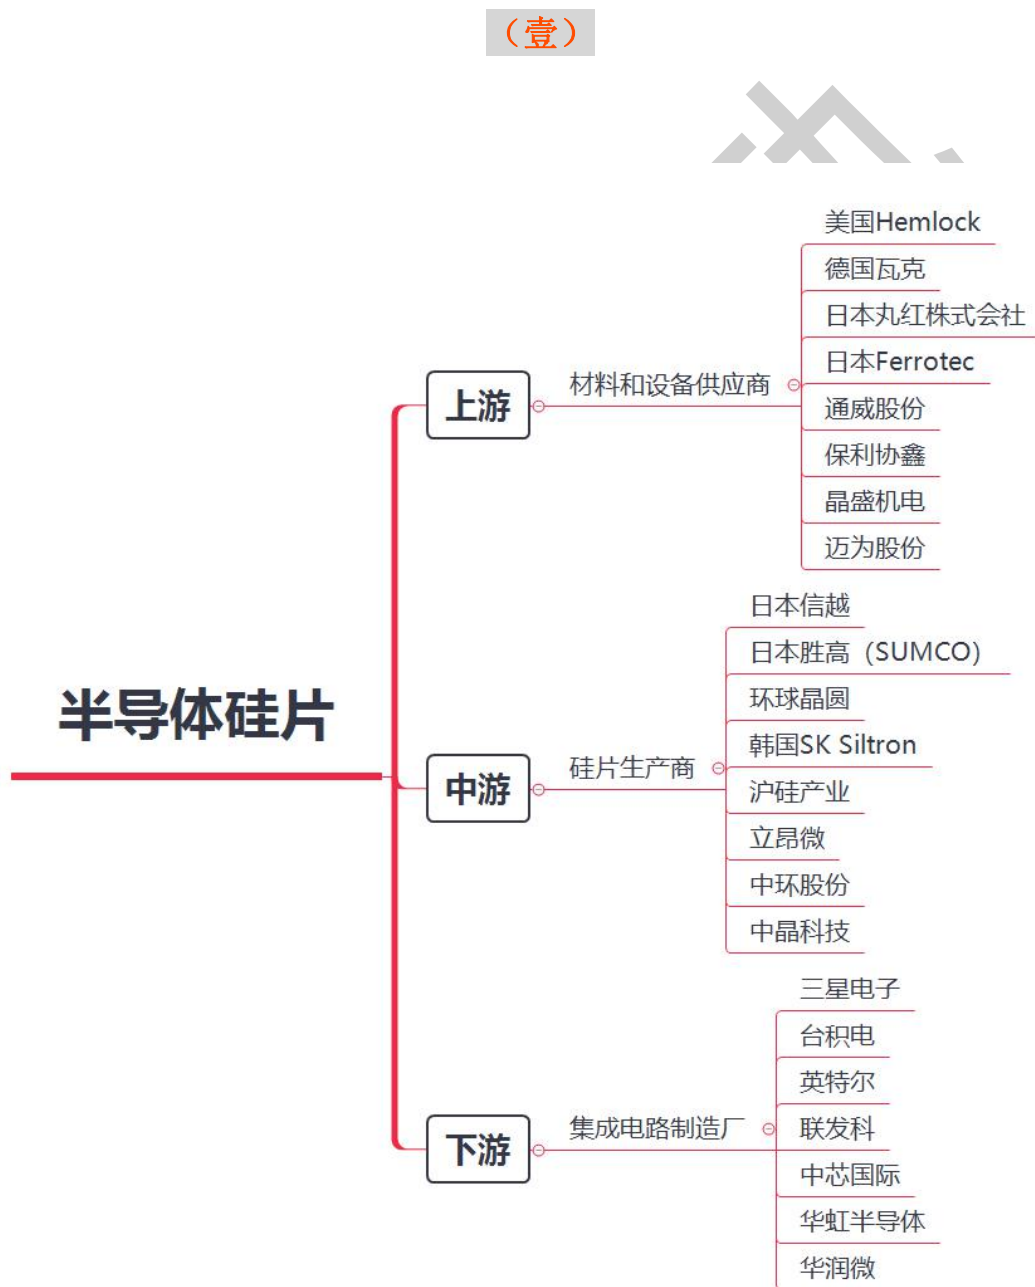 （壹）
半导体硅片
上游
材料和设备供应商
美国Hemlock
德国瓦克
日本丸红株式会社
日本Ferrotec
通威股份
保利协鑫
晶盛机电
迈为股份
中游
硅片生产商
日本信越
日本胜高（SUMCO）
环球晶圆
韩国SK Siltron
沪硅产业
立昂微
中环股份
中晶科技
下游
集成电路制造厂
三星电子
台积电
英特尔
联发科
中芯国际
华虹半导体
华润微